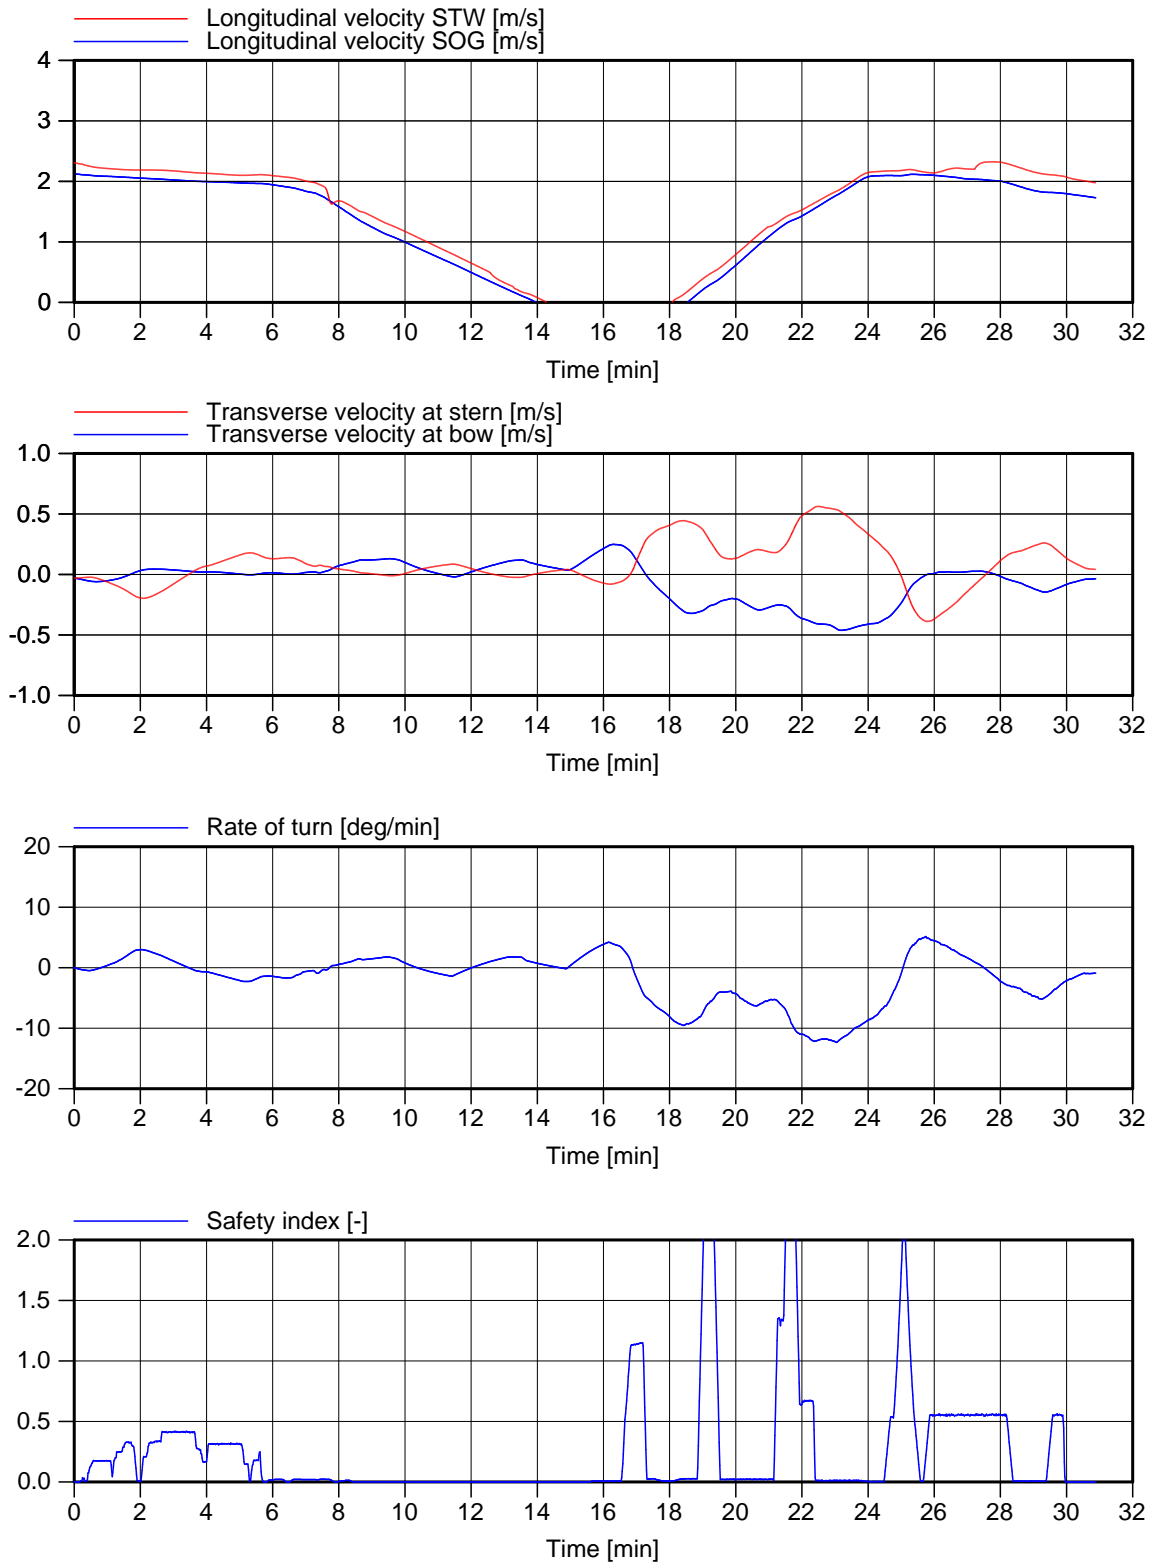 Longitudinal velocity STW [m/s]
Longitudinal velocity SOG [m/s]
4
3
2
1
0
0 2 4 6 8 10 12 14 16 18 20 22 24 26 28 30 32
Time [min]
Transverse velocity at stern [m/s]
Transverse velocity at bow [m/s]
1.0
0.5
0.0
-0.5
-1.0
0 2 4 6 8 10 12 14 16 18 20 22 24 26 28 30 32
Time [min]
Rate of turn [deg/min]
20
10
0
-10
-20
0 2 4 6 8 10 12 14 16 18 20 22 24 26 28 30 32
Time [min]
Safety index [-]
2.0
1.5
1.0
0.5
0.0
0 2 4 6 8 10 12 14 16 18 20 22 24 26 28 30 32
Time [min]